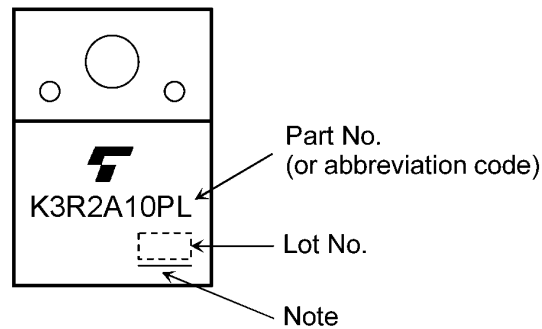 Part No.
(or abbreviation code)
K3R2A10PL
Lot No.
Note